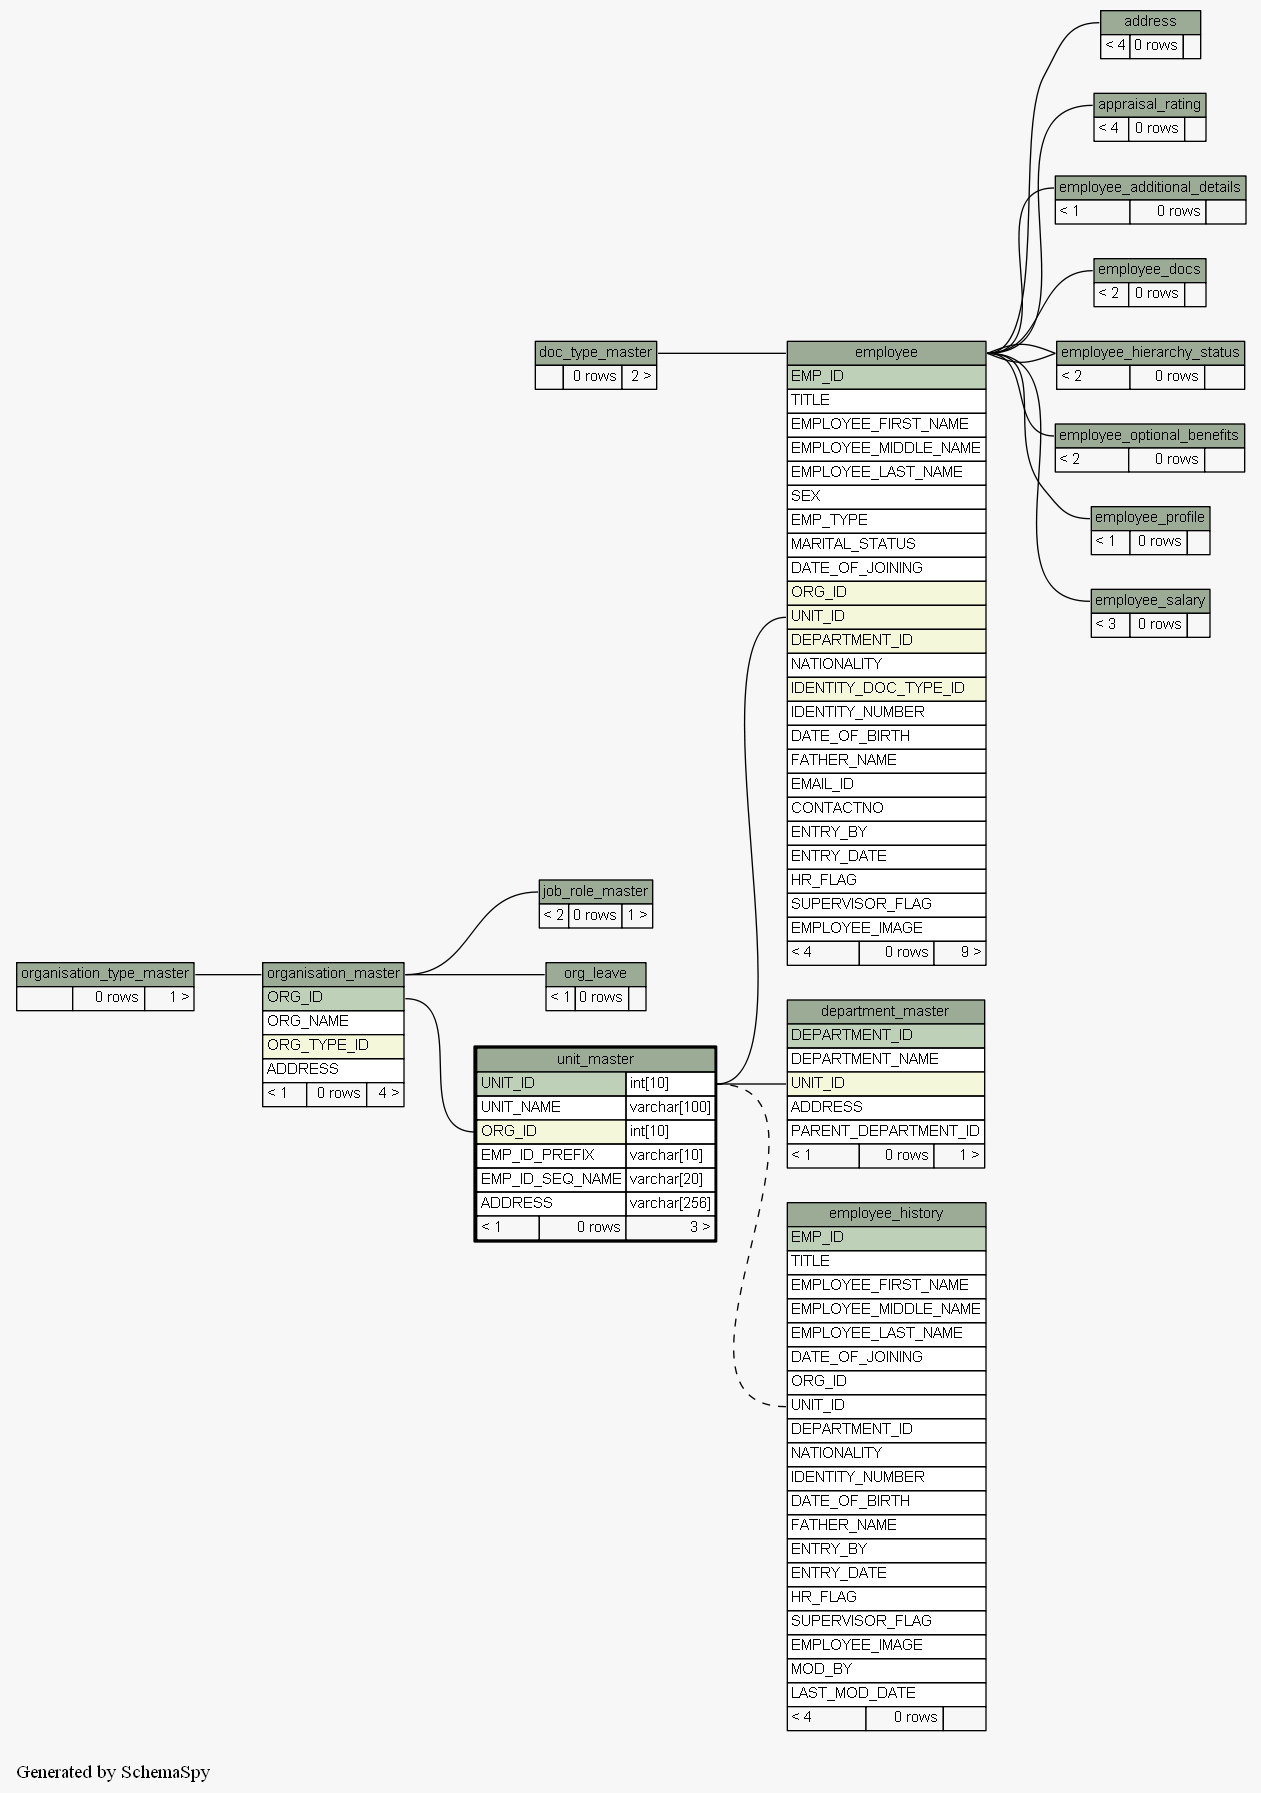 address
< 4 0 rows
appraisal_rating
< 4 0 rows
employee_additional_details
< 1 0 rows
employee_docs
< 2 0 rows
doc_type_master
0 rows 2 >
employee_hierarchy_status
< 2 0 rows
employee_optional_benefits
< 2 0 rows
employee_profile
< 1 0 rows
employee_salary
< 3 0 rows
employee
EMP_ID
TITLE
EMPLOYEE_FIRST_NAME
EMPLOYEE_MIDDLE_NAME
EMPLOYEE_LAST_NAME
SEX
EMP_TYPE
MARITAL_STATUS
DATE_OF_JOINING
ORG_ID
UNIT_ID
DEPARTMENT_ID
NATIONALITY
IDENTITY_DOC_TYPE_ID
IDENTITY_NUMBER
DATE_OF_BIRTH
FATHER_NAME
EMAIL_ID
CONTACTNO
ENTRY_BY
ENTRY_DATE
HR_FLAG
SUPERVISOR_FLAG
EMPLOYEE_IMAGE
< 4 0 rows 9 >
job_role_master
< 2 0 rows 1 >
organisation_type_master
0 rows 1 >
organisation_master
ORG_ID
ORG_NAME
ORG_TYPE_ID
ADDRESS
< 1 0 rows 4 >
org_leave
< 1 0 rows
unit_master
UNIT_ID int[10]
UNIT_NAME varchar[100]
ORG_ID int[10]
EMP_ID_PREFIX varchar[10]
EMP_ID_SEQ_NAME varchar[20]
ADDRESS varchar[256]
< 1 0 rows 3 >
department_master
DEPARTMENT_ID
DEPARTMENT_NAME
UNIT_ID
ADDRESS
PARENT_DEPARTMENT_ID
< 1 0 rows 1 >
employee_history
EMP_ID
TITLE
EMPLOYEE_FIRST_NAME
EMPLOYEE_MIDDLE_NAME
EMPLOYEE_LAST_NAME
DATE_OF_JOINING
ORG_ID
UNIT_ID
DEPARTMENT_ID
NATIONALITY
IDENTITY_NUMBER
DATE_OF_BIRTH
FATHER_NAME
ENTRY_BY
ENTRY_DATE
HR_FLAG
SUPERVISOR_FLAG
EMPLOYEE_IMAGE
MOD_BY
LAST_MOD_DATE
< 4 0 rows
Generated by SchemaSpy